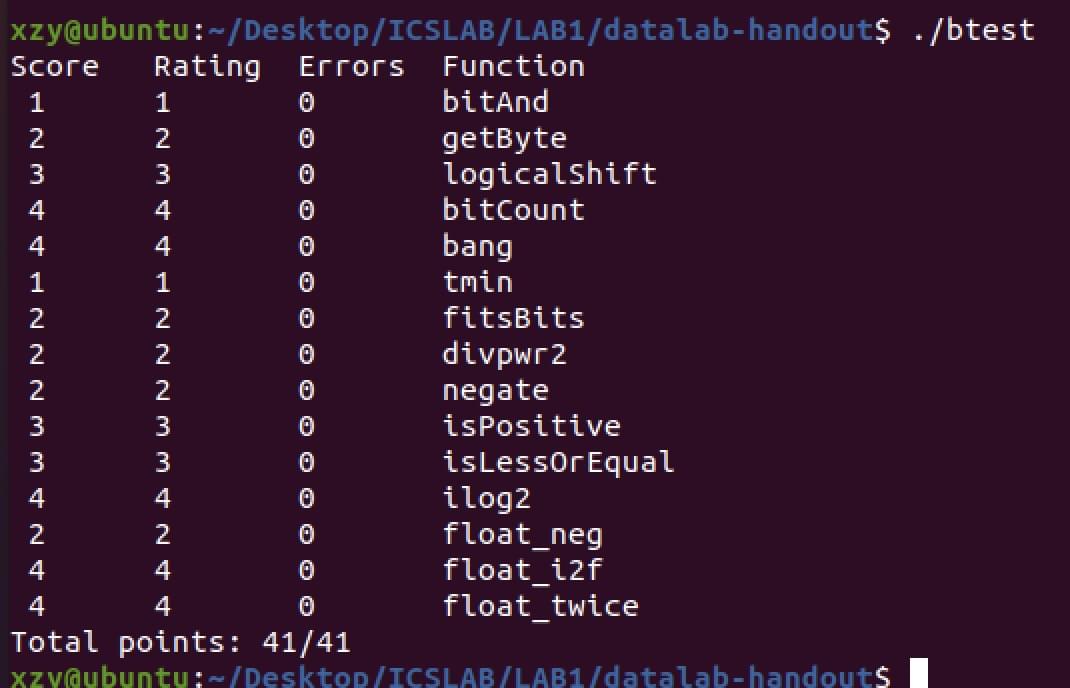 xzy@ubuntu:~/Desktop/ICSLAB/LAB1/datalab-handout$ ./btest
Score Rating Errors Function
1 1 0 bitAnd
2 2 0 getByte
3 3 0 logicalShift
4 4 0 bitCount
4 4 0 bang
1 1 0 tmin
2 2 0 fitsBits
2 2 0 divpwr2
2 2 0 negate
3 3 0 isPositive
3 3 0 isLessOrEqual
4 4 0 ilog2
2 2 0 float_neg
4 4 0 float_i2f
4 4 0 float_twice
Total points: 41/41
xzy@ubuntu:~/Desktop/ICSLAB/LAB1/datalab-handout$